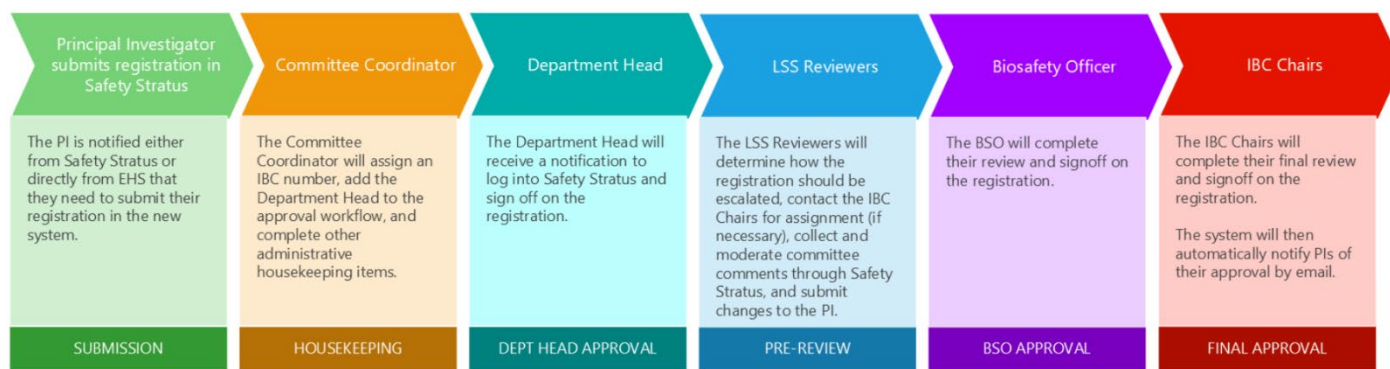 Principal Investigator
submits registration in
Safety Stratus
Committee Coordinator
Department Head
LSS Reviewers
Biosafety Officer
IBC Chairs
The PI is notified either
from Safety Stratus or
directly from EHS that
they need to submit their
registration in the new
system.
The Committee
Coordinator will assign an
IBC number, add the
Department Head to the
approval workflow, and
complete other
administrative
housekeeping items.
The Department Head will
receive a notification to
log into Safety Stratus and
sign off on the
registration.
The LSS Reviewers will
determine how the
registration should be
escalated, contact the IBC
Chairs for assignment (if
necessary), collect and
moderate committee
comments through Safety
Stratus, and submit
changes to the PI.
The BSO will complete
their review and signoff on
the registration.
The IBC Chairs will
complete their final review
and signoff on the
registration.
The system will then
automatically notify PIs of
their approval by email.
SUBMISSION
HOUSEKEEPING
DEPT HEAD APPROVAL
PRE-REVIEW
BSO APPROVAL
FINAL APPROVAL